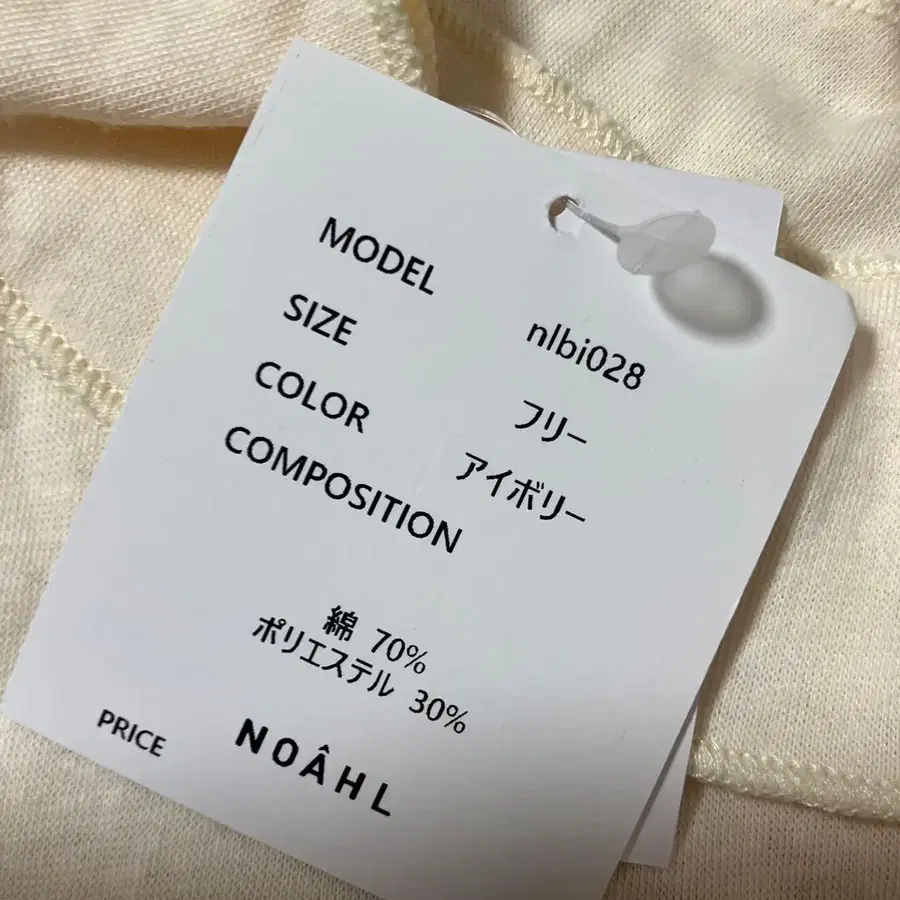 MODEL nlbi028
SIZE フリー
COLOR アイボリー
COMPOSITION
綿 70%
ポリエステル 30%
PRICE
NOÂHL